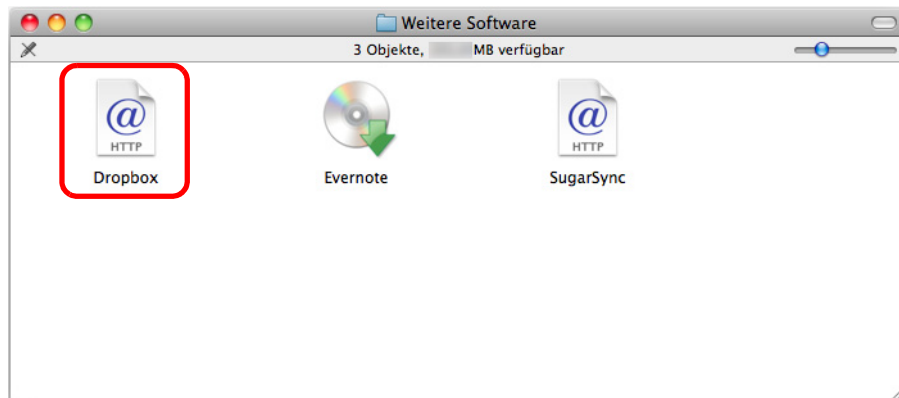 Weitere Software
3 Objekte, MB verfügbar
@ @
HTTP HTTP
Dropbox Evernote SugarSync